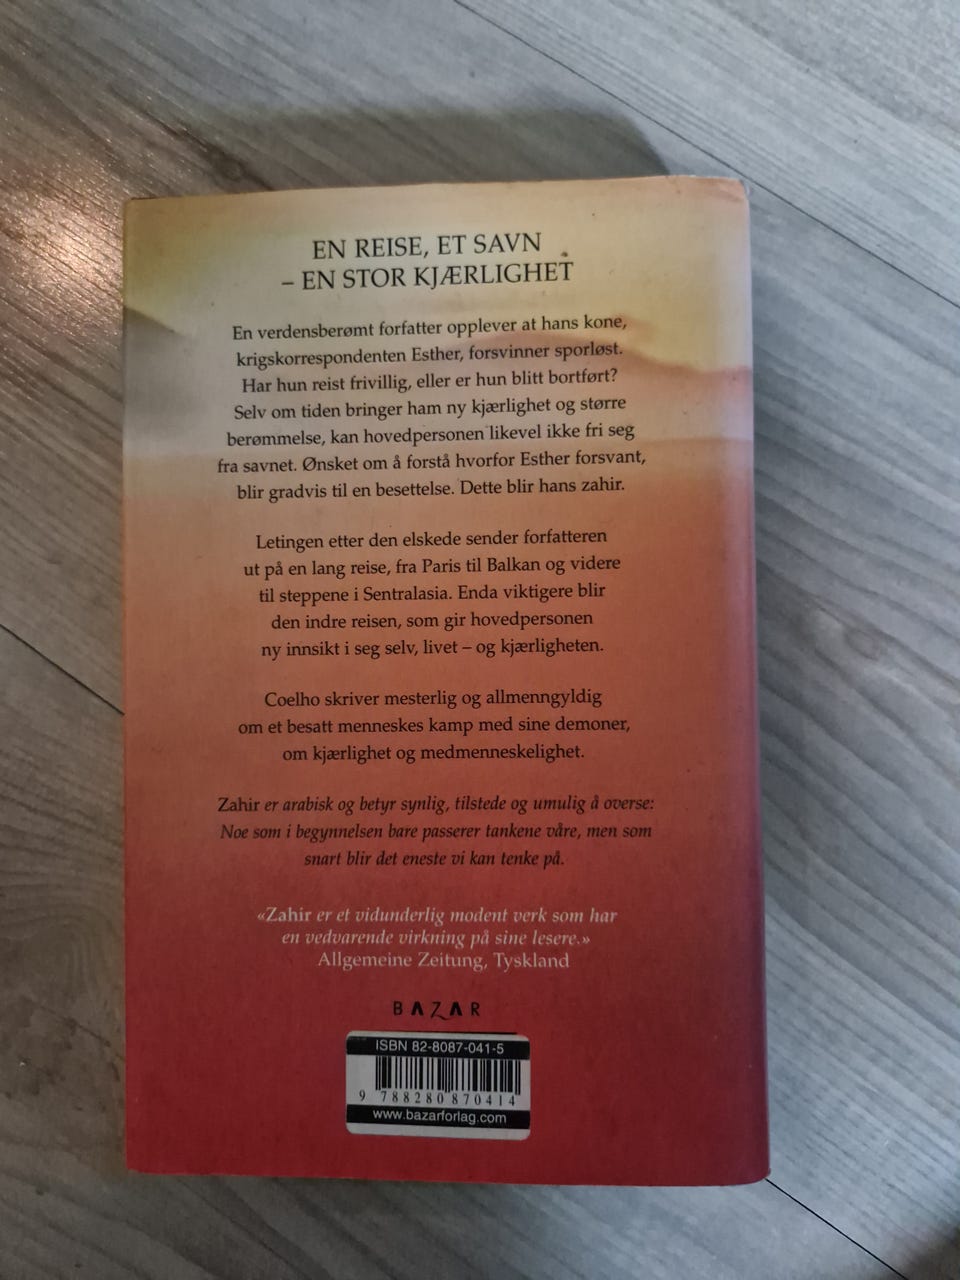 EN REISE, ET SAVN
– EN STOR KJÆRLIGHET
En verdensberømt forfatter opplever at hans kone,
krigskorrespondenten Esther, forsvinner sporløst.
Har hun reist frivillig, eller er hun blitt bortført?
Selv om tiden bringer ham ny kjærlighet og større
berømmelse, kan hovedpersonen likevel ikke fri seg
fra savnet. Ønsket om å forstå hvorfor Esther forsvant,
blir gradvis til en besettelse. Dette blir hans zahir.
Letingen etter den elskede sender forfatteren
ut på en lang reise, fra Paris til Balkan og videre
til steppene i Sentralasia. Enda viktigere blir
den indre reisen, som gir hovedpersonen
ny innsikt i seg selv, livet – og kjærligheten.
Coelho skriver mesterlig og allmenngyldig
om et besatt menneskes kamp med sine demoner,
om kjærlighet og medmenneskelighet.
Zahir er arabisk og betyr synlig, tilstede og umulig å overse:
Noe som i begynnelsen bare passerer tankene våre, men som
snart blir det eneste vi kan tenke på.
«Zahir er et vidunderlig modent verk som har
en vedvarende virkning på sine lesere.»
Allgemeine Zeitung, Tyskland
BAZAR
ISBN 82-8087-041-5
9 788280 870414
www.bazarforlag.com